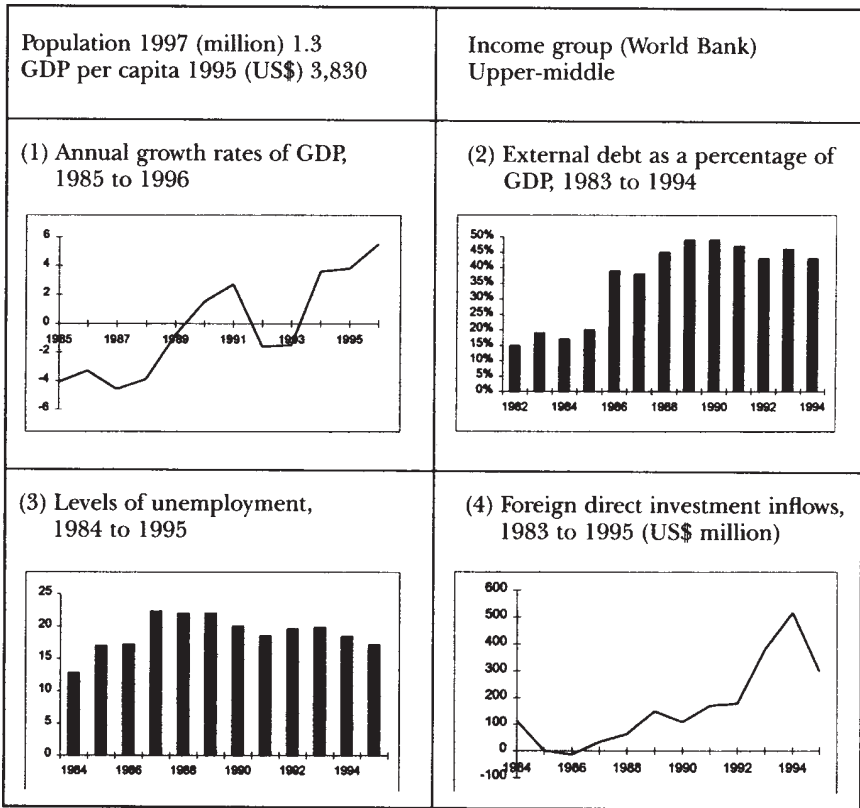 Population 1997 (million) 1.3
GDP per capita 1995 (US$) 3,830
Income group (World Bank)
Upper-middle
(1) Annual growth rates of GDP,
1985 to 1996
6
4
2
0
-2
-4
-6
1985 1987 1989 1991 1993 1995
(2) External debt as a percentage of
GDP, 1983 to 1994
50%
45%
40%
35%
30%
25%
20%
15%
10%
5%
0%
1982 1984 1986 1988 1990 1992 1994
(3) Levels of unemployment,
1984 to 1995
25
20
15
10
5
0
1984 1986 1988 1990 1992 1994
(4) Foreign direct investment inflows,
1983 to 1995 (US$ million)
600
500
400
300
200
100
0
-100
1984 1986 1988 1990 1992 1994